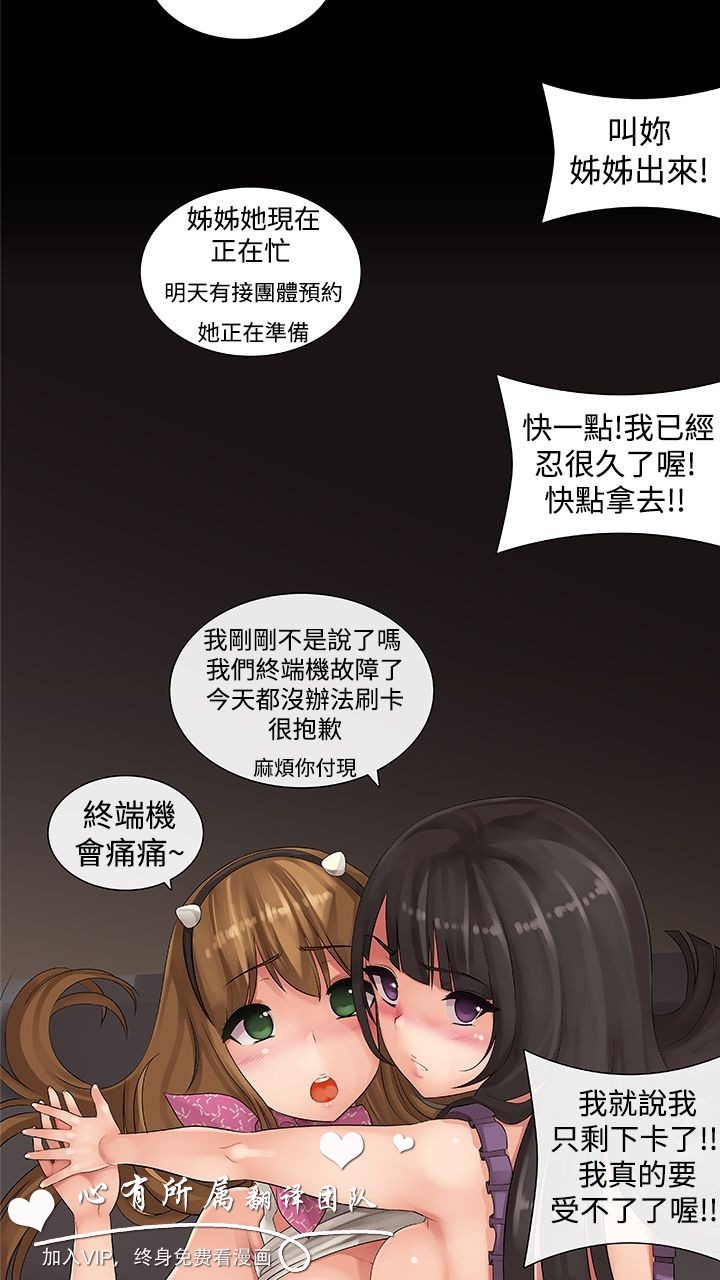 叫妳
姊姊出來!
姊姊她現在
正在忙
明天有接團體預約
她正在準備
快一點!我已經
忍很久了喔!
快點拿去!!
我剛剛不是說了嗎
我們終端機故障了
今天都沒辦法刷卡
很抱歉
麻煩你付現
終端機
會痛痛~
我就說我
只剩下卡了!!
我真的要
受不了了喔!!
心有所属翻译团队
加入VIP，终身免费看漫画